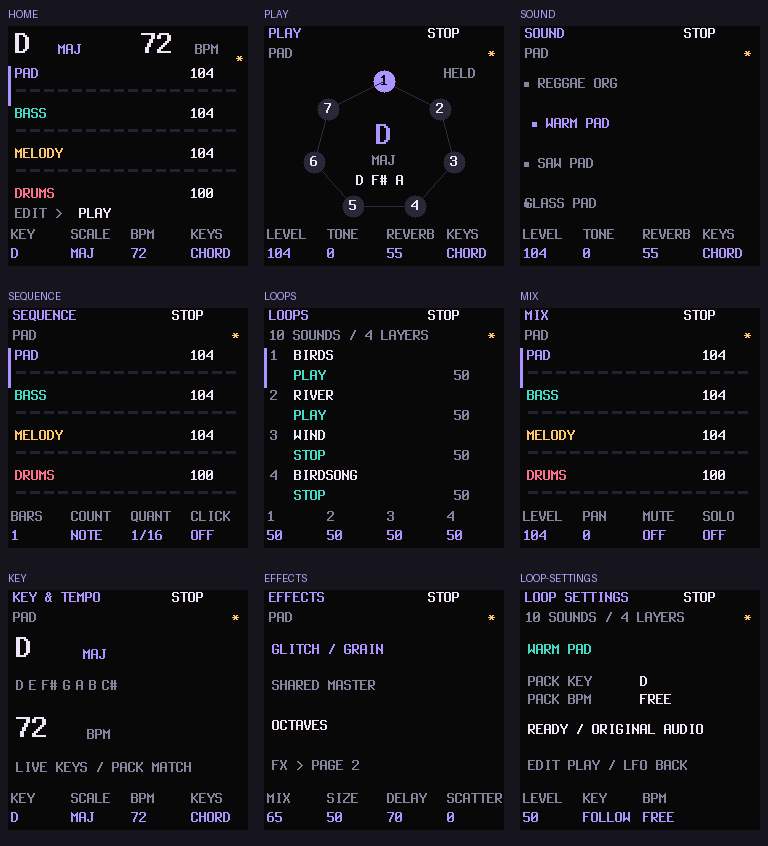 HOME
D MAJ 72 BPM
*
PAD 104
BASS 104
MELODY 104
DRUMS 100
EDIT > PLAY
KEY SCALE BPM KEYS
D MAJ 72 CHORD
PLAY
PLAY STOP
PAD *
HELD
1
7 2
D
MAJ
6 3
D F# A
5 4
LEVEL TONE REVERB KEYS
104 0 55 CHORD
SOUND
SOUND STOP
PAD *
REGGAE ORG
WARM PAD
SAW PAD
GLASS PAD
LEVEL TONE REVERB KEYS
104 0 55 CHORD
SEQUENCE
SEQUENCE STOP
PAD *
PAD 104
BASS 104
MELODY 104
DRUMS 100
BARS COUNT QUANT CLICK
1 NOTE 1/16 OFF
LOOPS
LOOPS STOP
10 SOUNDS / 4 LAYERS *
1 BIRDS
PLAY 50
2 RIVER
PLAY 50
3 WIND
STOP 50
4 BIRDSONG
STOP 50
1 2 3 4
50 50 50 50
MIX
MIX STOP
PAD *
PAD 104
BASS 104
MELODY 104
DRUMS 100
LEVEL PAN MUTE SOLO
104 0 OFF OFF
KEY
KEY & TEMPO STOP
PAD *
D MAJ
D E F# G A B C#
72 BPM
LIVE KEYS / PACK MATCH
KEY SCALE BPM KEYS
D MAJ 72 CHORD
EFFECTS
EFFECTS STOP
PAD *
GLITCH / GRAIN
SHARED MASTER
OCTAVES
FX > PAGE 2
MIX SIZE DELAY SCATTER
65 50 70 0
LOOP-SETTINGS
LOOP SETTINGS STOP
10 SOUNDS / 4 LAYERS *
WARM PAD
PACK KEY D
PACK BPM FREE
READY / ORIGINAL AUDIO
EDIT PLAY / LFO BACK
LEVEL KEY BPM
50 FOLLOW FREE